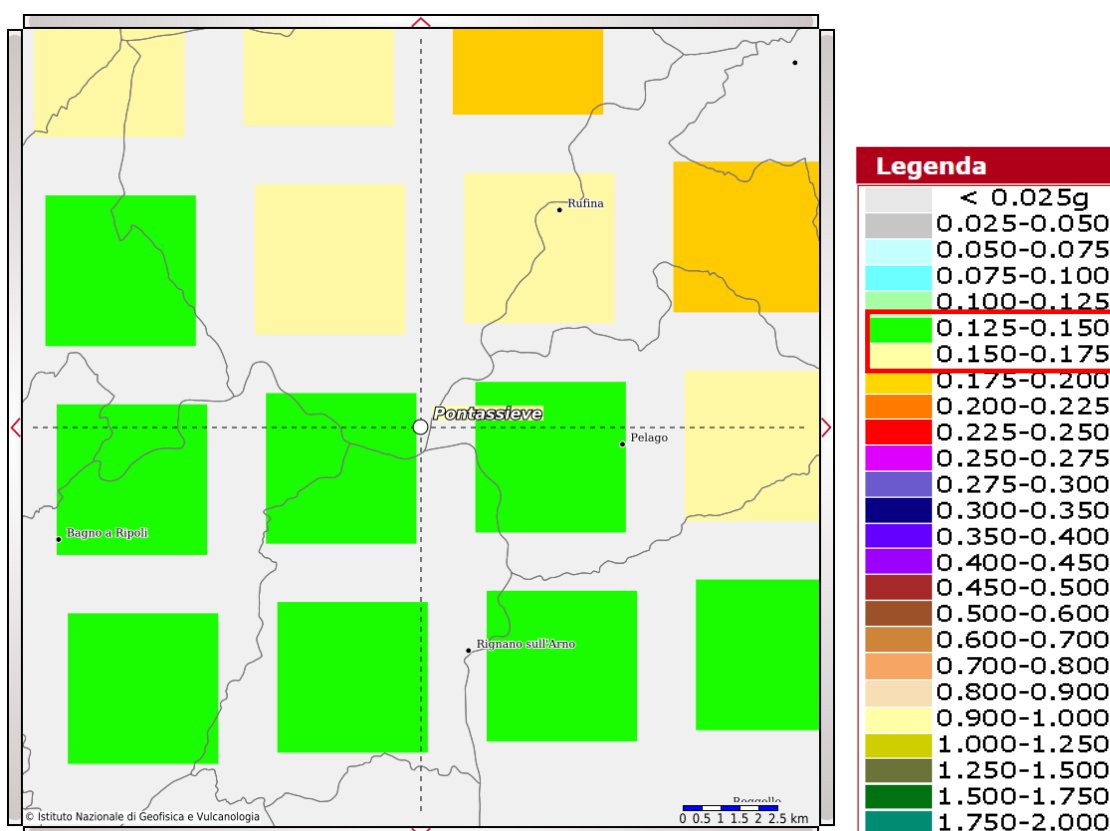 Rufina
Pontassieve
Pelago
Bagno a Ripoli
Rignano sull'Arno
Reggello
© Istituto Nazionale di Geofisica e Vulcanologia
0 0.5 1 1.5 2 2.5 km
Legenda
< 0.025g
0.025-0.050
0.050-0.075
0.075-0.100
0.100-0.125
0.125-0.150
0.150-0.175
0.175-0.200
0.200-0.225
0.225-0.250
0.250-0.275
0.275-0.300
0.300-0.350
0.350-0.400
0.400-0.450
0.450-0.500
0.500-0.600
0.600-0.700
0.700-0.800
0.800-0.900
0.900-1.000
1.000-1.250
1.250-1.500
1.500-1.750
1.750-2.000